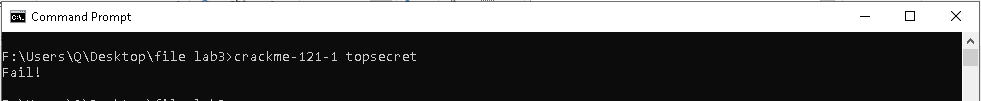 Command Prompt
F:\Users\Q\Desktop\file lab3>crackme-121-1 topsecret
Fail!